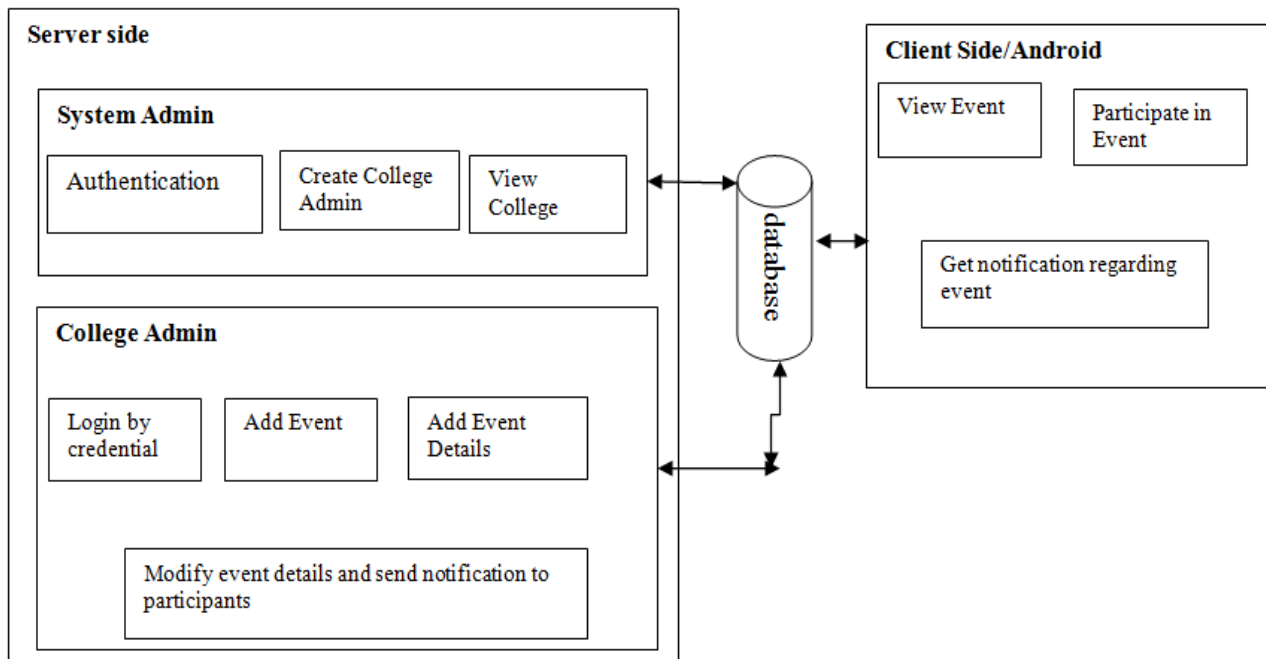 Server side
System Admin
Authentication
Create College
Admin
View
College
College Admin
Login by
credential
Add Event
Add Event
Details
Modify event details and send notification to
participants
database
Client Side/Android
View Event
Participate in
Event
Get notification regarding
event